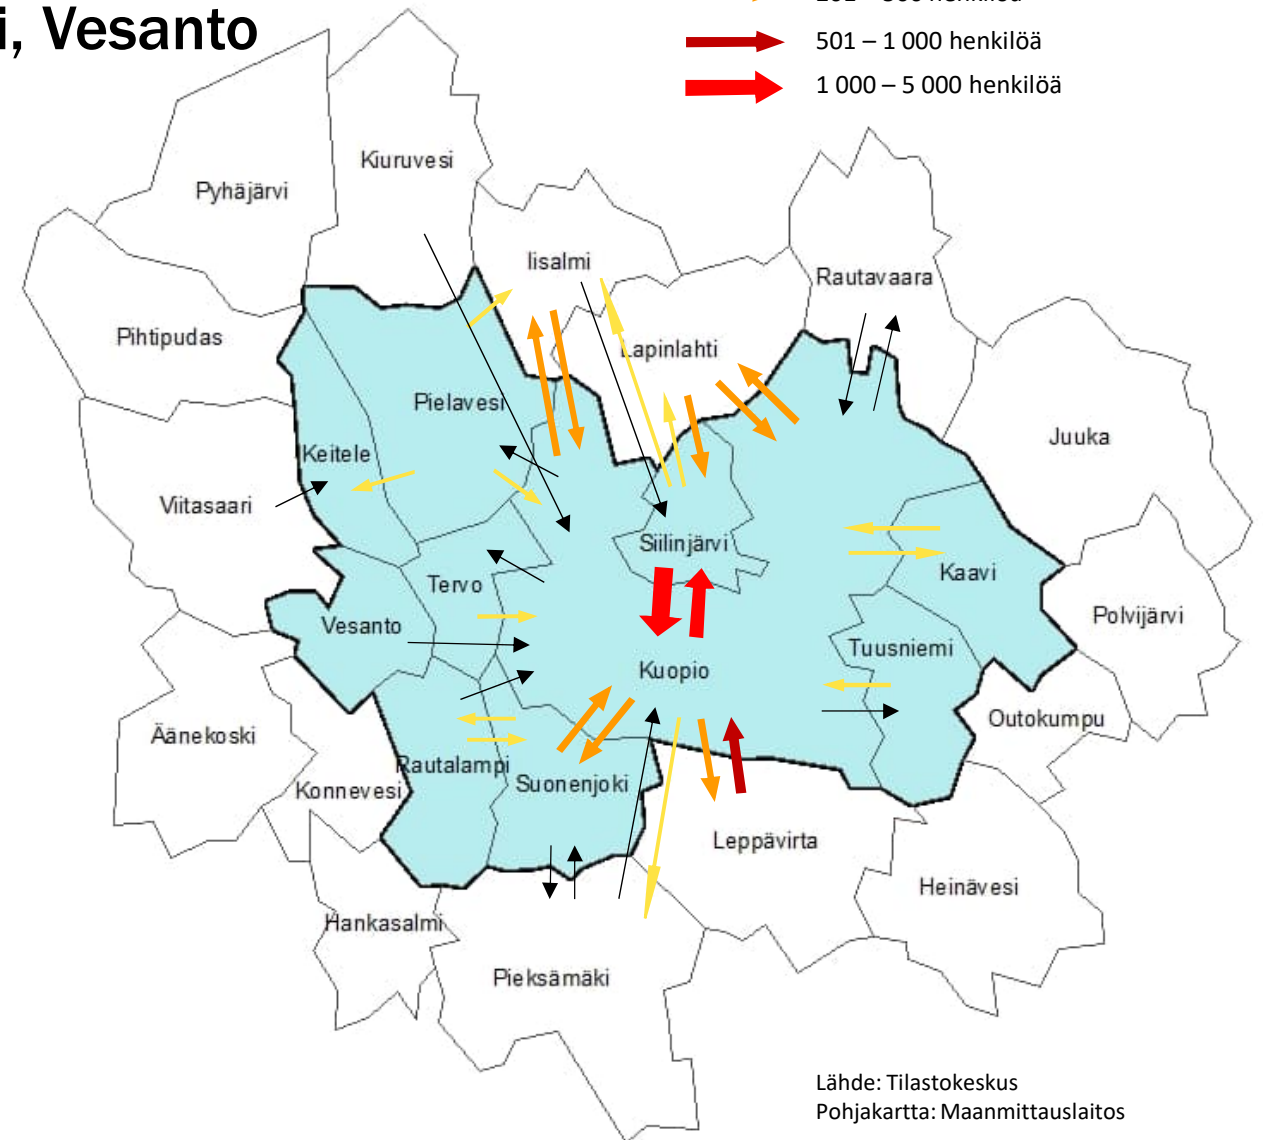 i, Vesanto
501 – 1 000 henkilöä
1 000 – 5 000 henkilöä
Kiuruvesi
Pyhäjärvi
Iisalmi
Rautavaara
Pihtipudas
Lapinlahti
Pielavesi
Juuka
Keitele
Viitasaari
Siilinjärvi
Kaavi
Tervo
Polvijärvi
Vesanto
Tuusniemi
Kuopio
Outokumpu
Äänekoski
Rautalampi
Suonenjoki
Konnevesi
Leppävirta
Heinävesi
Hankasalmi
Pieksämäki
Lähde: Tilastokeskus
Pohjakartta: Maanmittauslaitos